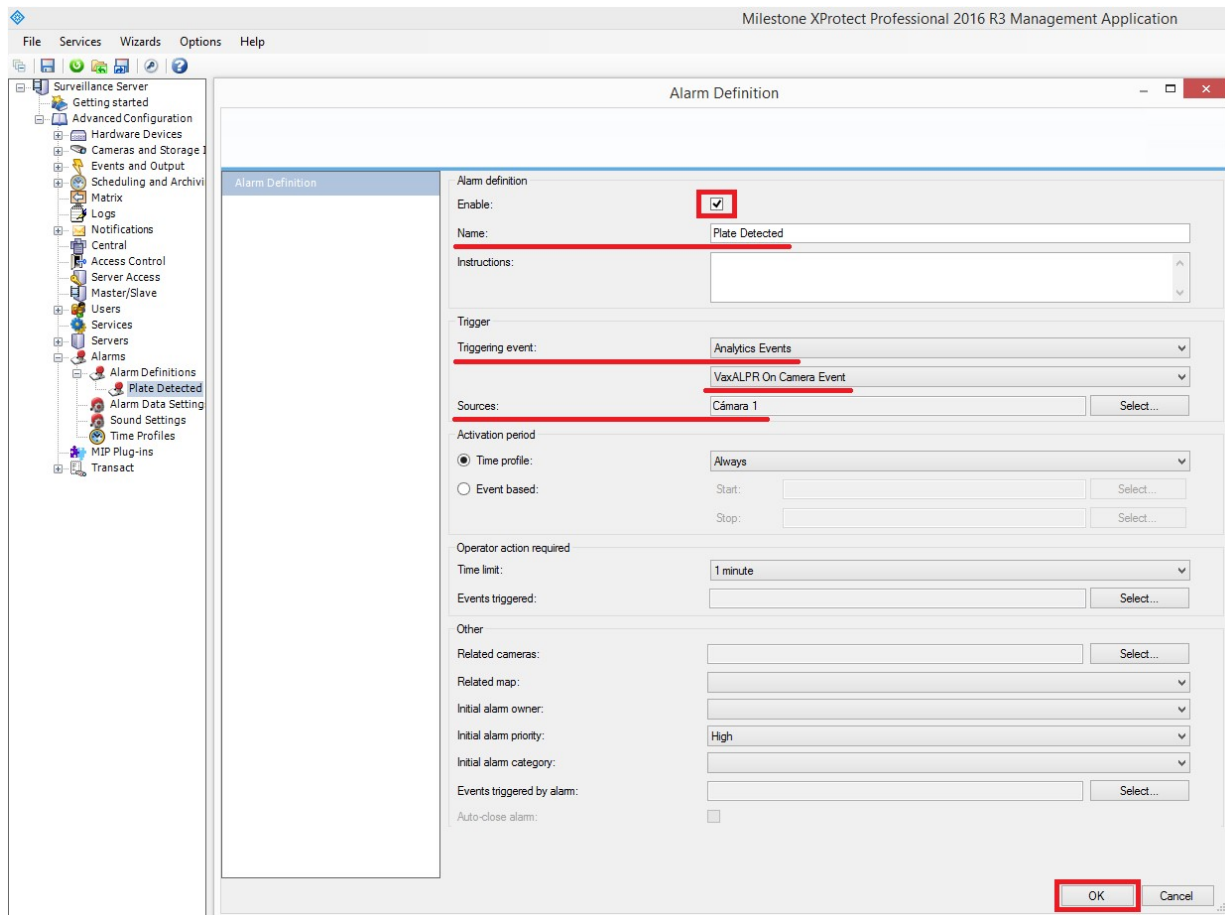 Milestone XProtect Professional 2016 R3 Management Application
File Services Wizards Options Help
Surveillance Server
Getting started
Advanced Configuration
Hardware Devices
Cameras and Storage
Events and Output
Scheduling and Archivi
Matrix
Logs
Notifications
Central
Access Control
Server Access
Master/Slave
Users
Services
Servers
Alarms
Alarm Definitions
Plate Detected
Alarm Data Setting
Sound Settings
Time Profiles
MIP Plug-ins
Transact
Alarm Definition
Alarm Definition
Alarm definition
Enable:
Name: Plate Detected
Instructions:
Trigger
Triggering event: Analytics Events
VaxALPR On Camera Event
Sources: Cámara 1 Select...
Activation period
Time profile: Always
Event based: Start: Select...
Stop: Select...
Operator action required
Time limit: 1 minute
Events triggered: Select...
Other
Related cameras: Select...
Related map:
Initial alarm owner:
Initial alarm priority: High
Initial alarm category:
Events triggered by alarm: Select...
Auto-close alarm:
OK Cancel